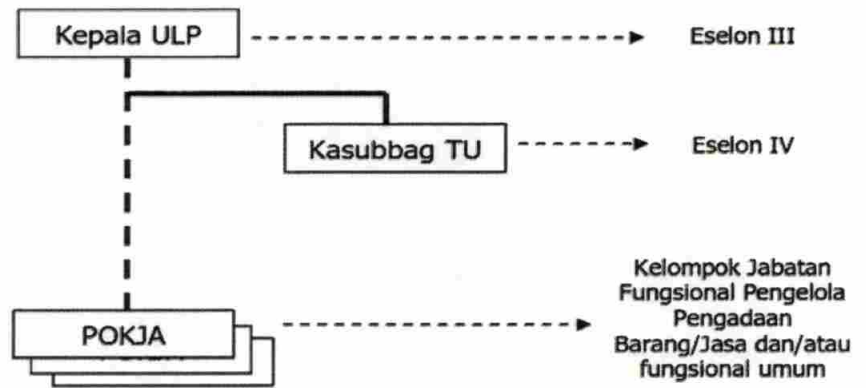 Kepala ULP
Eselon III
Kasubbag TU
Eselon IV
POKJA
Kelompok Jabatan
Fungsional Pengelola
Pengadaan
Barang/Jasa dan/atau
fungsional umum